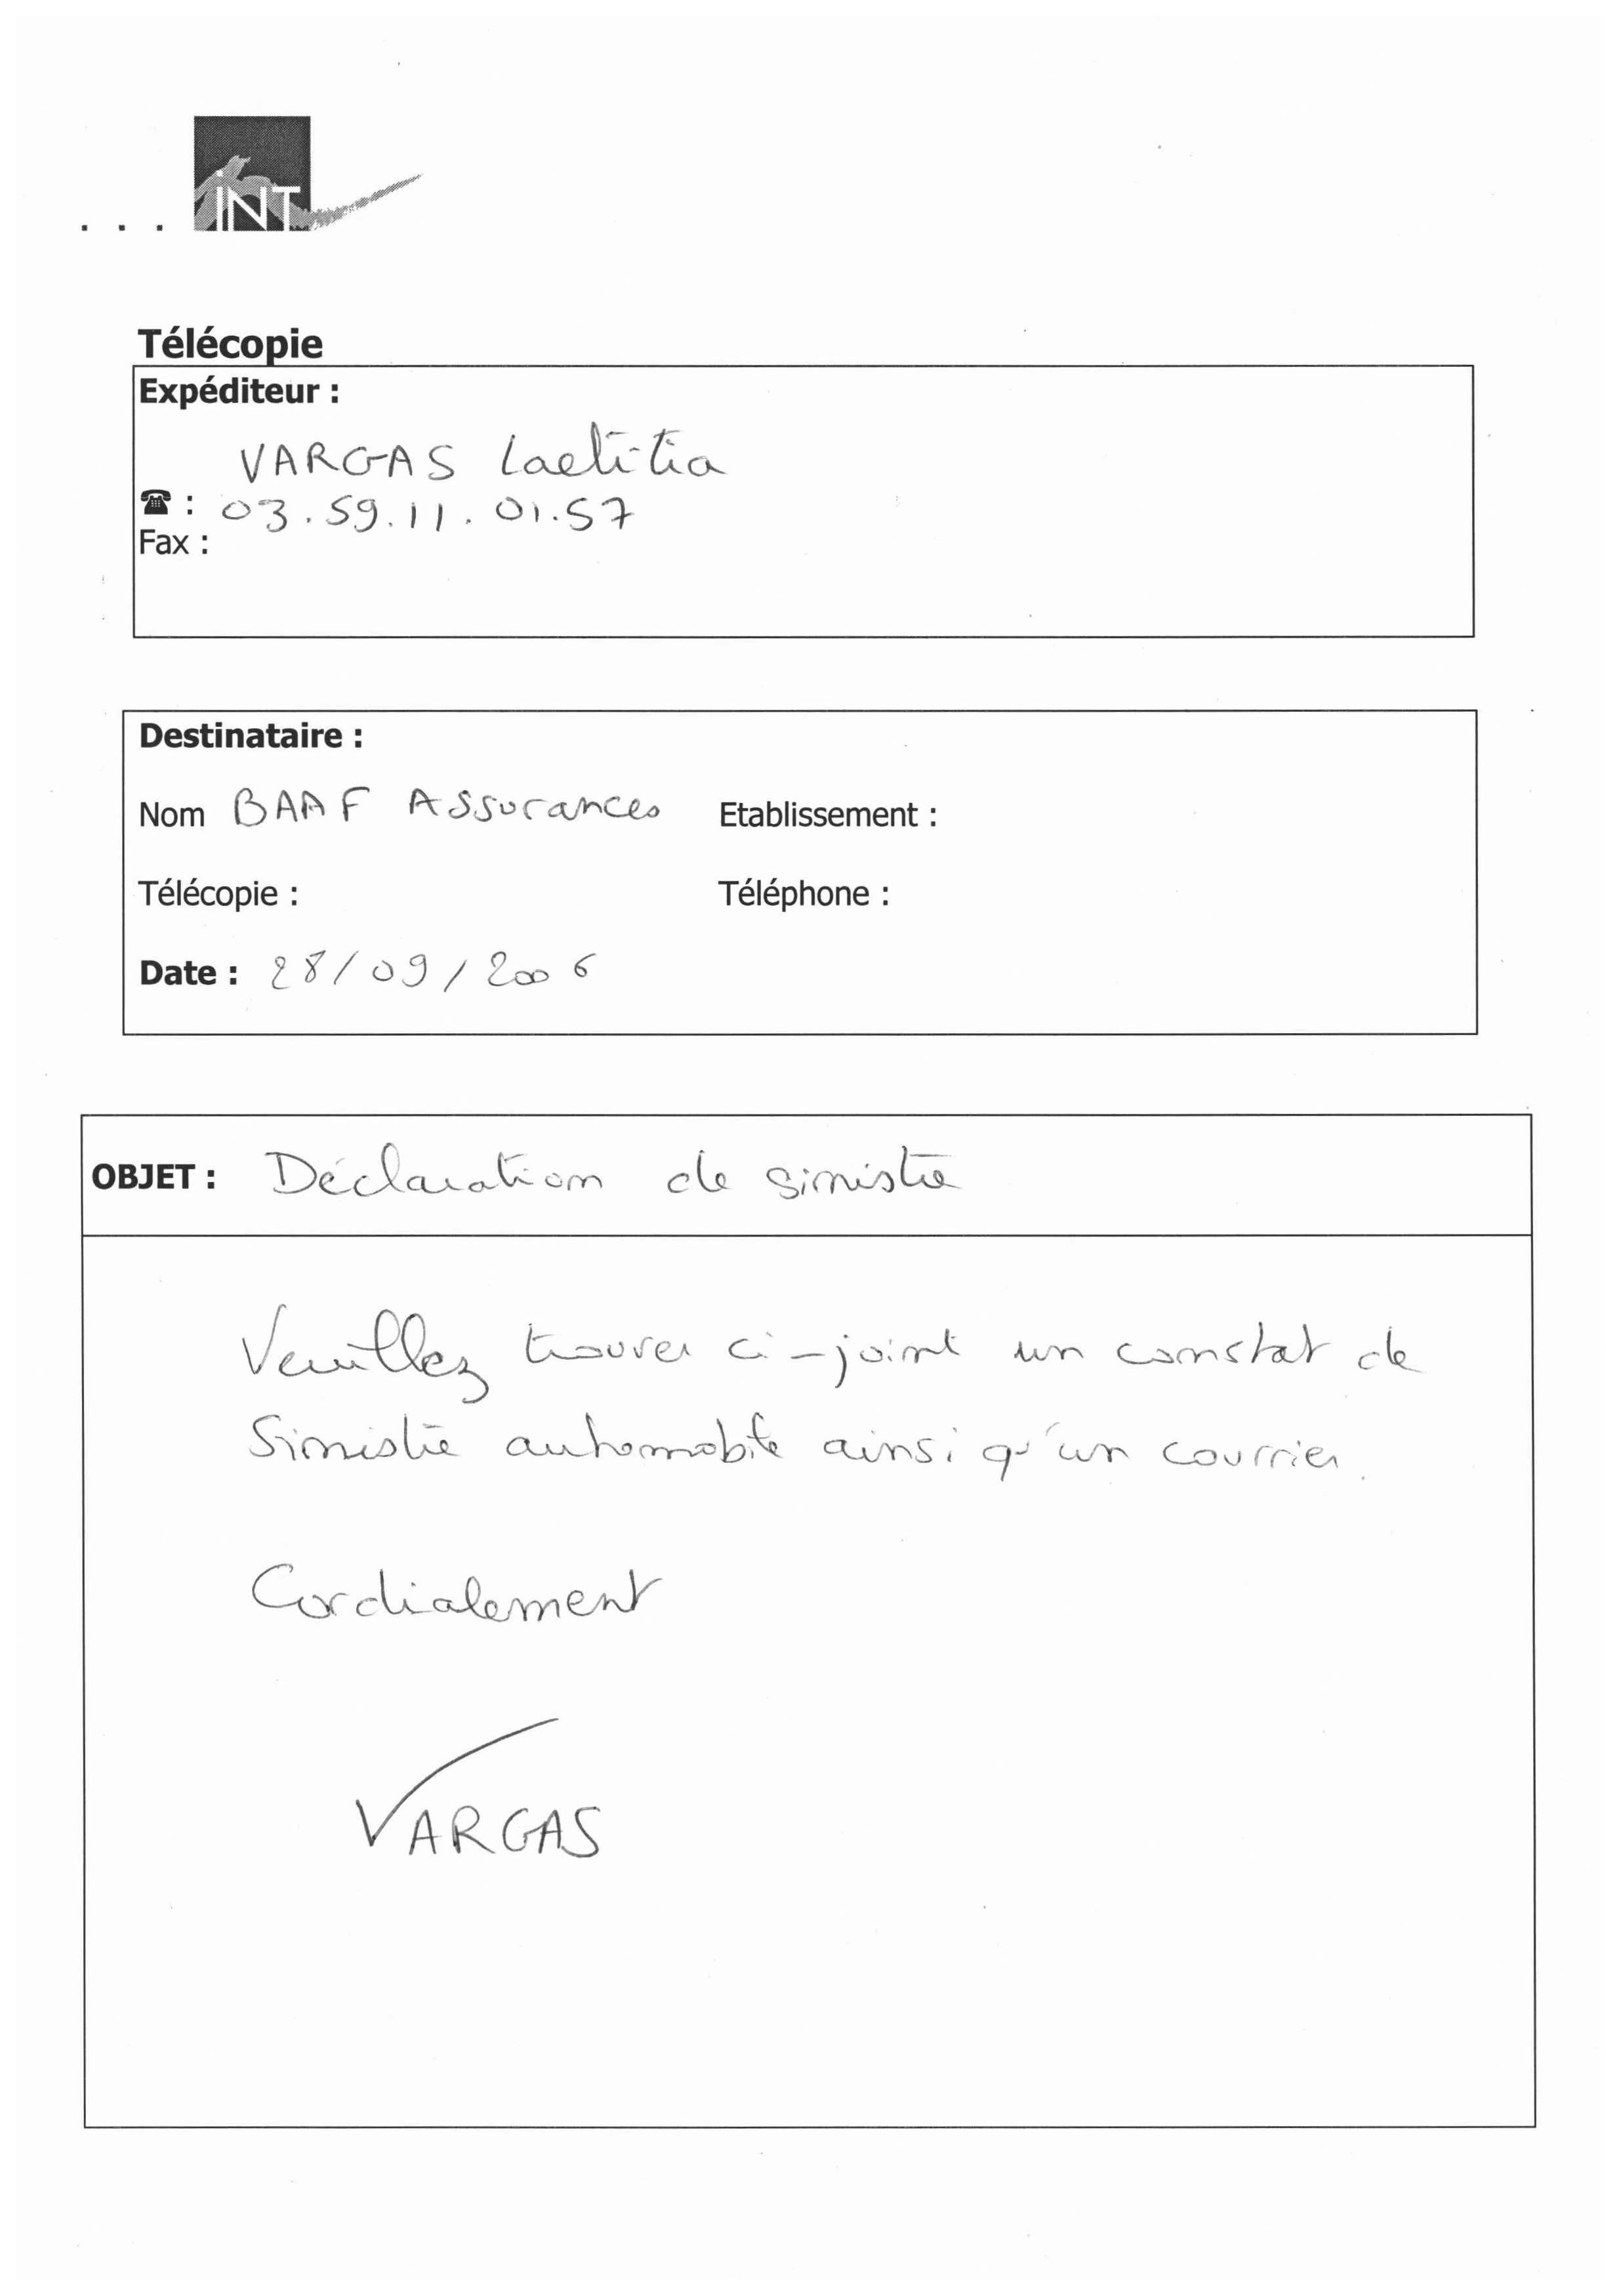 ... INT
Télécopie
Expéditeur :
VARGAS Laetitia
☎ : 03.59.11.01.57
Fax :
Destinataire :
Nom BAAF Assurances Etablissement :
Télécopie : Téléphone :
Date : 28/09/2006
OBJET : Déclaration de sinistre
Veuillez trouver ci-joint un constat de
Sinistre automobile ainsi qu'un courrier.
Cordialement
VARGAS